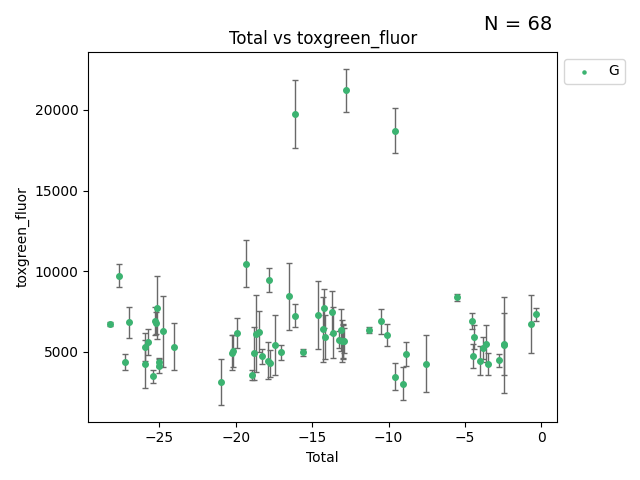 N = 68
Total vs toxgreen_fluor
G
20000
15000
10000
5000
toxgreen_fluor
−25
−20
−15
−10
−5
0
Total